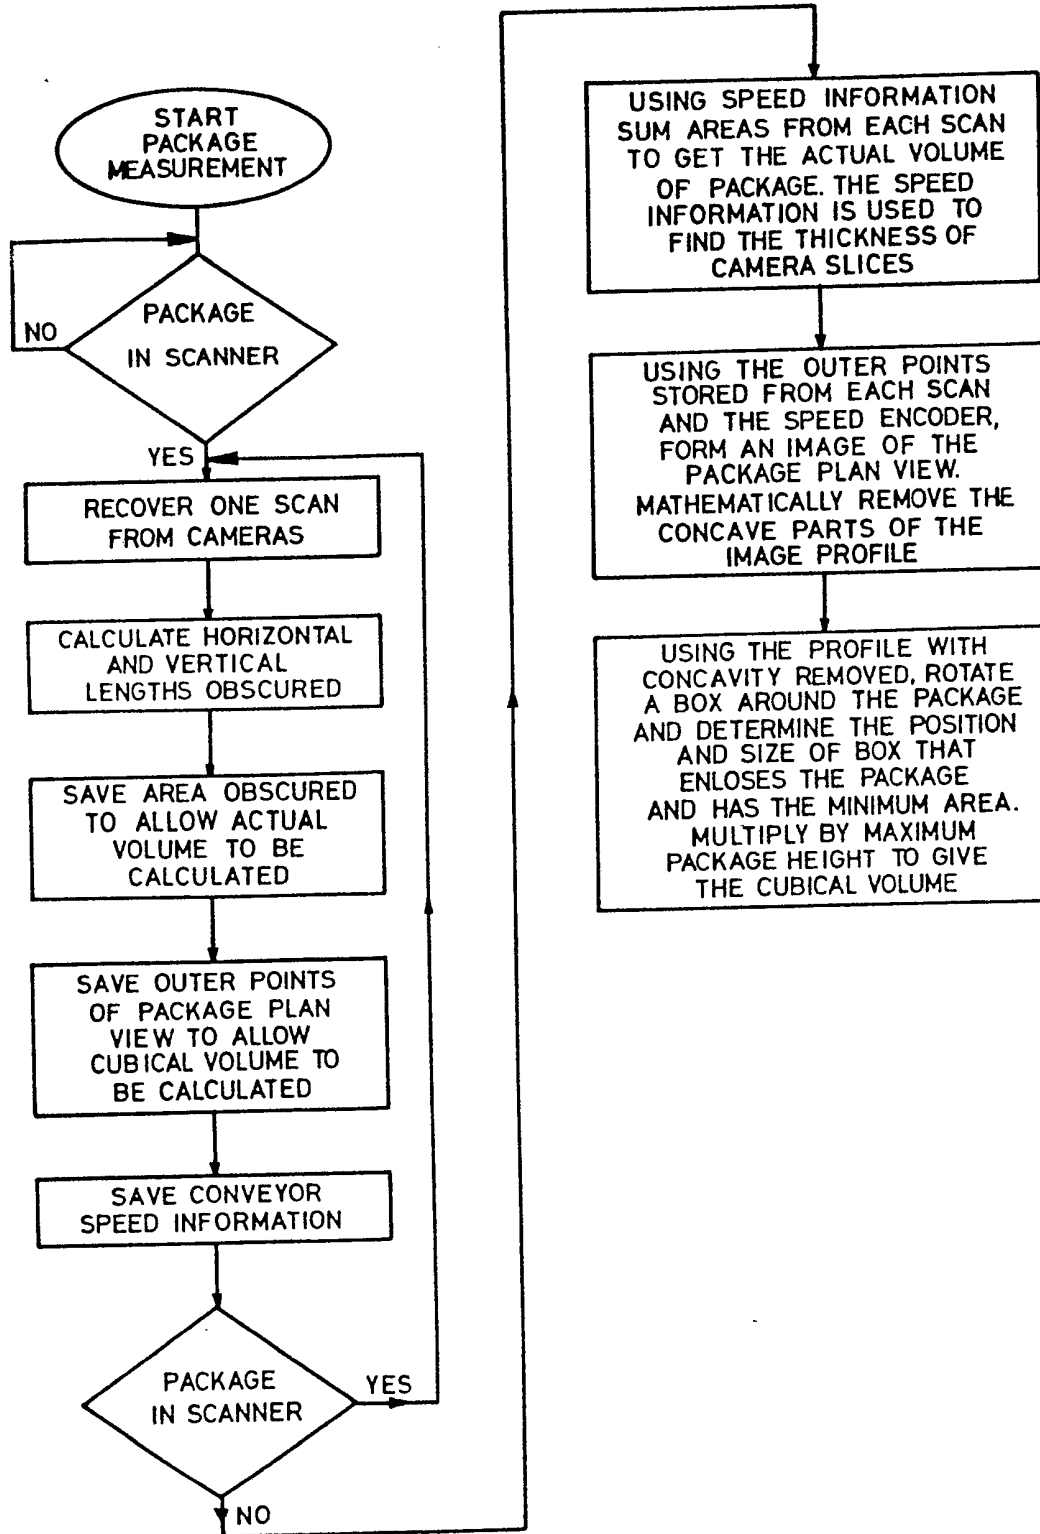 START
PACKAGE
MEASUREMENT
PACKAGE
IN SCANNER
NO
YES
RECOVER ONE SCAN
FROM CAMERAS
CALCULATE HORIZONTAL
AND VERTICAL
LENGTHS OBSCURED
SAVE AREA OBSCURED
TO ALLOW ACTUAL
VOLUME TO BE
CALCULATED
SAVE OUTER POINTS
OF PACKAGE PLAN
VIEW TO ALLOW
CUBICAL VOLUME TO
BE CALCULATED
SAVE CONVEYOR
SPEED INFORMATION
PACKAGE
IN SCANNER
YES
NO
USING SPEED INFORMATION
SUM AREAS FROM EACH SCAN
TO GET THE ACTUAL VOLUME
OF PACKAGE. THE SPEED
INFORMATION IS USED TO
FIND THE THICKNESS OF
CAMERA SLICES
USING THE OUTER POINTS
STORED FROM EACH SCAN
AND THE SPEED ENCODER,
FORM AN IMAGE OF THE
PACKAGE PLAN VIEW.
MATHEMATICALLY REMOVE THE
CONCAVE PARTS OF THE
IMAGE PROFILE
USING THE PROFILE WITH
CONCAVITY REMOVED, ROTATE
A BOX AROUND THE PACKAGE
AND DETERMINE THE POSITION
AND SIZE OF BOX THAT
ENLOSES THE PACKAGE
AND HAS THE MINIMUM AREA.
MULTIPLY BY MAXIMUM
PACKAGE HEIGHT TO GIVE
THE CUBICAL VOLUME